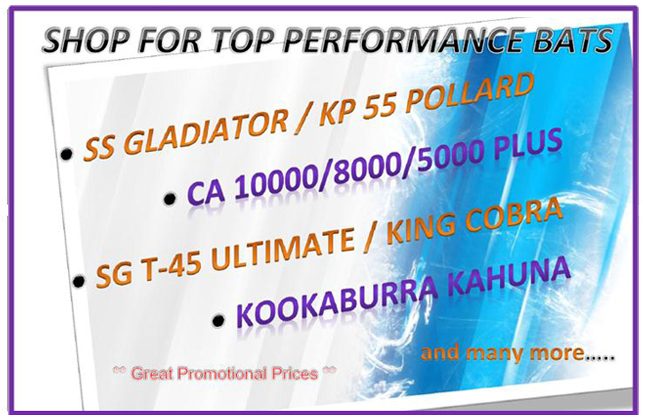 SHOP FOR TOP PERFORMANCE BATS
• SS GLADIATOR / KP 55 POLLARD
• CA 10000/8000/5000 PLUS
• SG T-45 ULTIMATE / KING COBRA
• KOOKABURRA KAHUNA
and many more.....
** Great Promotional Prices **